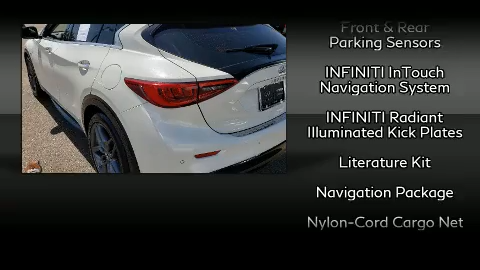 Front & Rear
Parking Sensors
INFINITI InTouch
Navigation System
INFINITI Radiant
Illuminated Kick Plates
Literature Kit
Navigation Package
Nylon-Cord Cargo Net